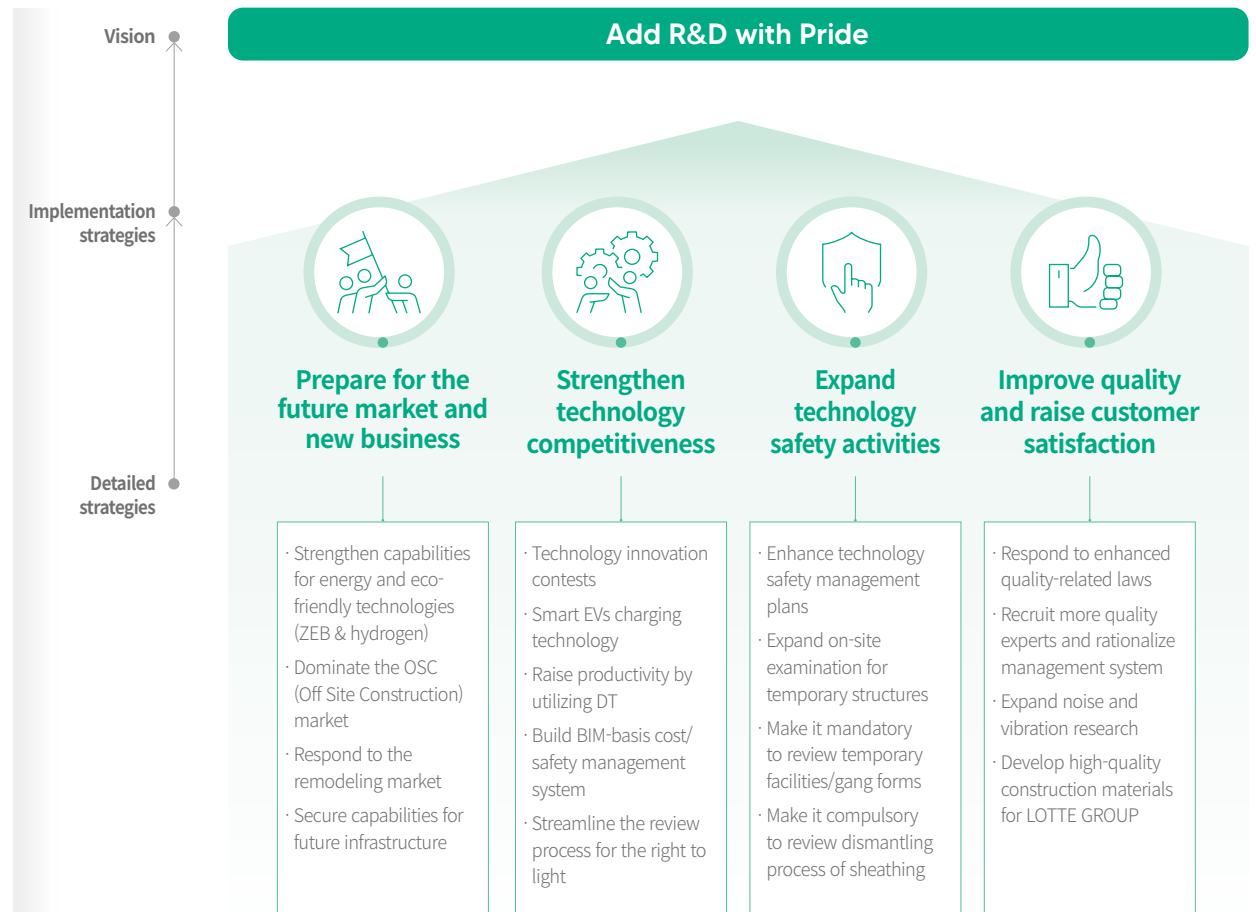 Vision
Add R&D with Pride
Implementation
strategies
Prepare for the
future market and
new business
Strengthen
technology
competitiveness
Expand
technology
safety activities
Improve quality
and raise customer
satisfaction
Detailed
strategies
· Strengthen capabilities
for energy and eco-
friendly technologies
(ZEB & hydrogen)
· Dominate the OSC
(Off Site Construction)
market
· Respond to the
remodeling market
· Secure capabilities for
future infrastructure
· Technology innovation
contests
· Smart EVs charging
technology
· Raise productivity by
utilizing DT
· Build BIM-basis cost/
safety management
system
· Streamline the review
process for the right to
light
· Enhance technology
safety management
plans
· Expand on-site
examination for
temporary structures
· Make it mandatory
to review temporary
facilities/gang forms
· Make it compulsory
to review dismantling
process of sheathing
· Respond to enhanced
quality-related laws
· Recruit more quality
experts and rationalize
management system
· Expand noise and
vibration research
· Develop high-quality
construction materials
for LOTTE GROUP